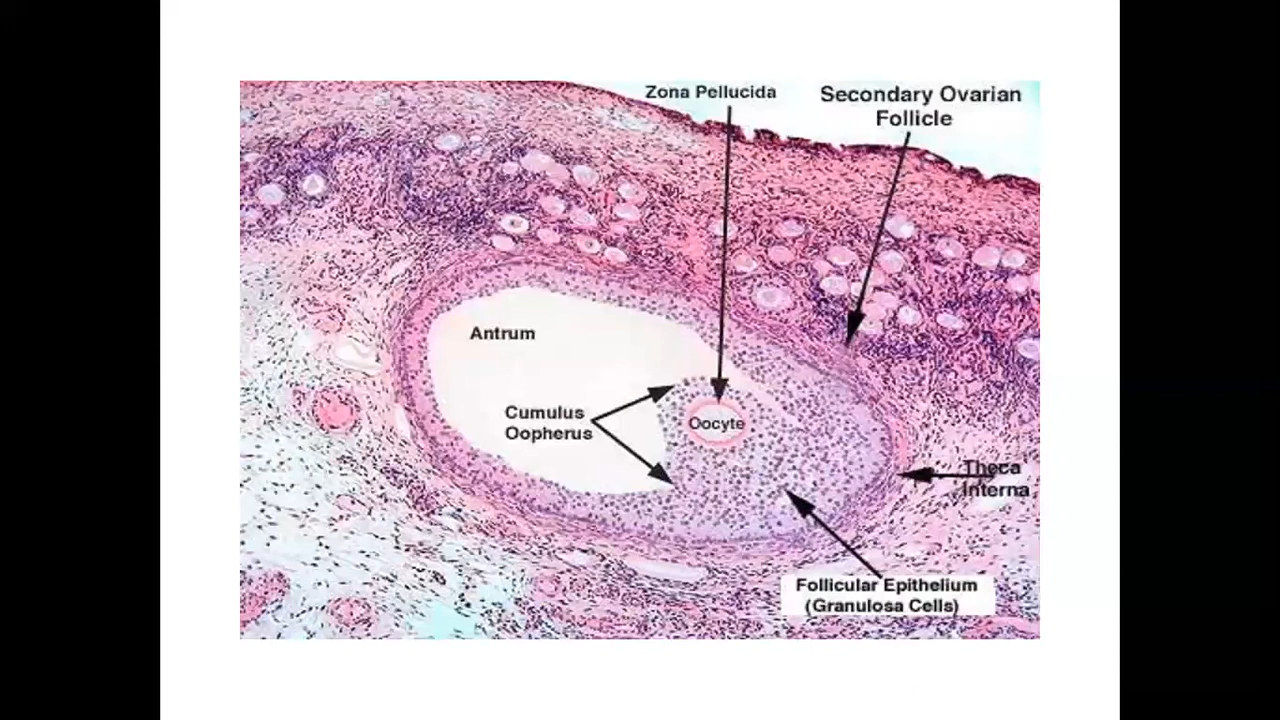 Zona Pellucida
Secondary Ovarian
Follicle
Antrum
Cumulus
Oopherus
Oocyte
Theca
Interna
Follicular Epithelium
(Granulosa Cells)